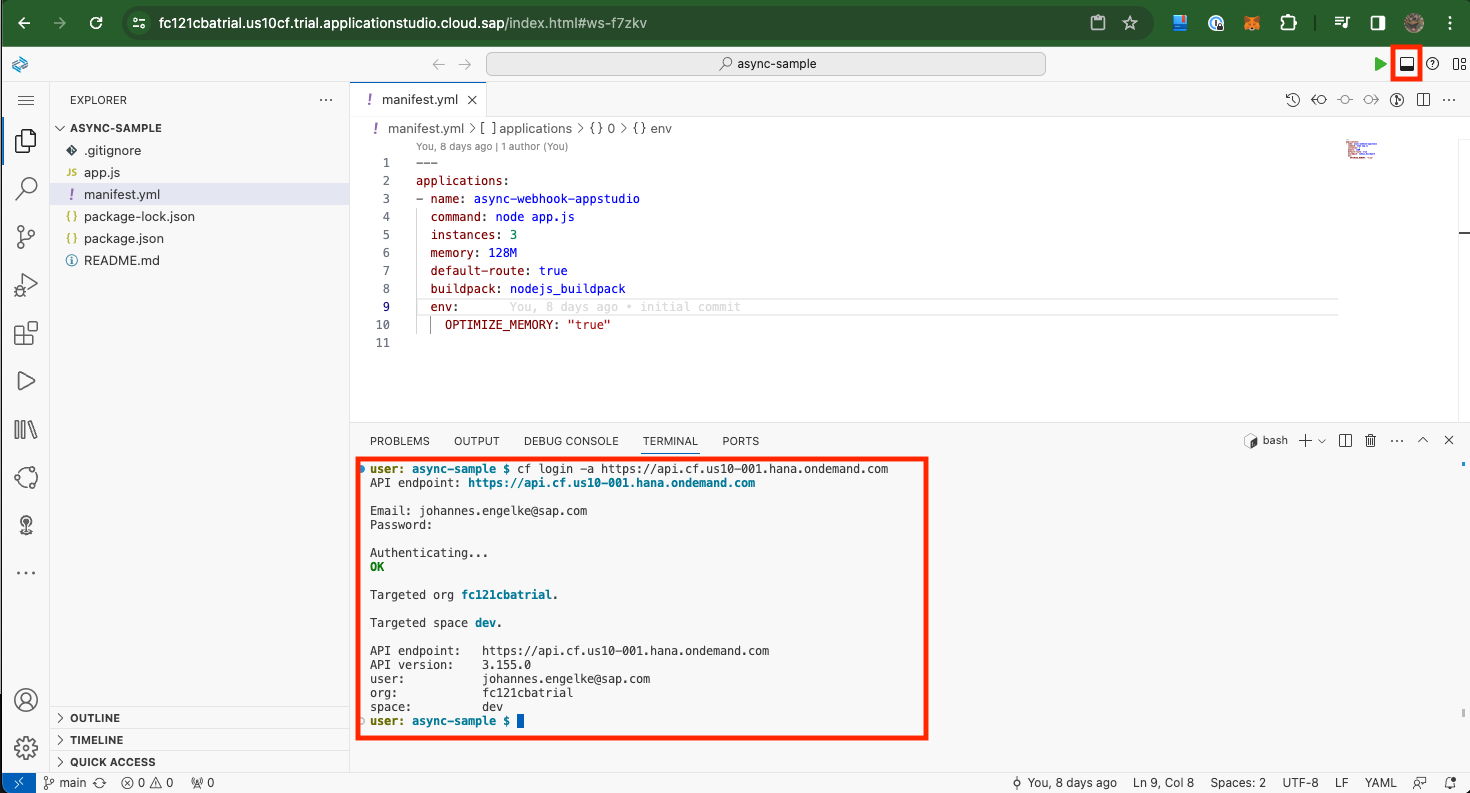 fc121cbatrial.us10cf.trial.applicationstudio.cloud.sap/index.html#ws-f7zkv
async-sample
EXPLORER
manifest.yml
ASYNC-SAMPLE
.gitignore
JS app.js
! manifest.yml
{} package-lock.json
{} package.json
README.md
! manifest.yml > [ ] applications > {} 0 > {} env
You, 8 days ago | 1 author (You)
1 ---
2 applications:
3 - name: async-webhook-appstudio
4 command: node app.js
5 instances: 3
6 memory: 128M
7 default-route: true
8 buildpack: nodejs_buildpack
9 env: You, 8 days ago • initial commit
10 OPTIMIZE_MEMORY: "true"
11
PROBLEMS OUTPUT DEBUG CONSOLE TERMINAL PORTS
bash
user: async-sample $ cf login -a https://api.cf.us10-001.hana.ondemand.com
API endpoint: https://api.cf.us10-001.hana.ondemand.com
Email: johannes.engelke@sap.com
Password:
Authenticating...
OK
Targeted org fc121cbatrial.
Targeted space dev.
API endpoint: https://api.cf.us10-001.hana.ondemand.com
API version: 3.155.0
user: johannes.engelke@sap.com
org: fc121cbatrial
space: dev
user: async-sample $
OUTLINE
TIMELINE
QUICK ACCESS
main 0 0 0
You, 8 days ago Ln 9, Col 8 Spaces: 2 UTF-8 LF YAML